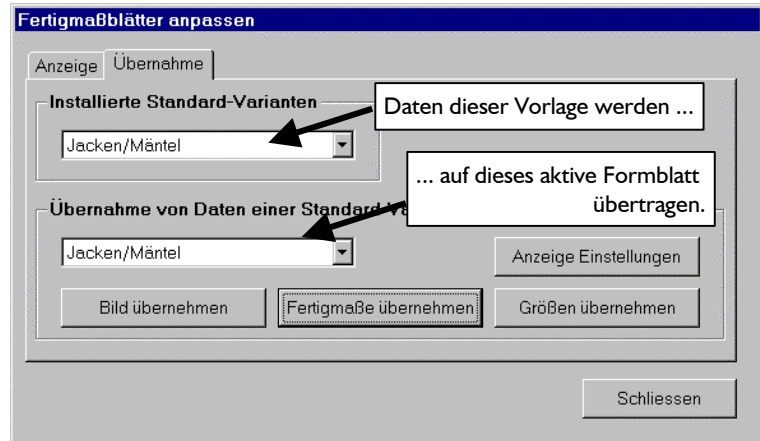 Fertigmaßblätter anpassen
Anzeige Übernahme
Installierte Standard-Varianten
Daten dieser Vorlage werden ...
Jacken/Mäntel
... auf dieses aktive Formblatt
übertragen.
Übernahme von Daten einer Standard-
Jacken/Mäntel
Anzeige Einstellungen
Bild übernehmen Fertigmaße übernehmen Größen übernehmen
Schliessen